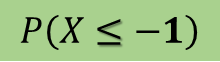 P(X ≤ −1)